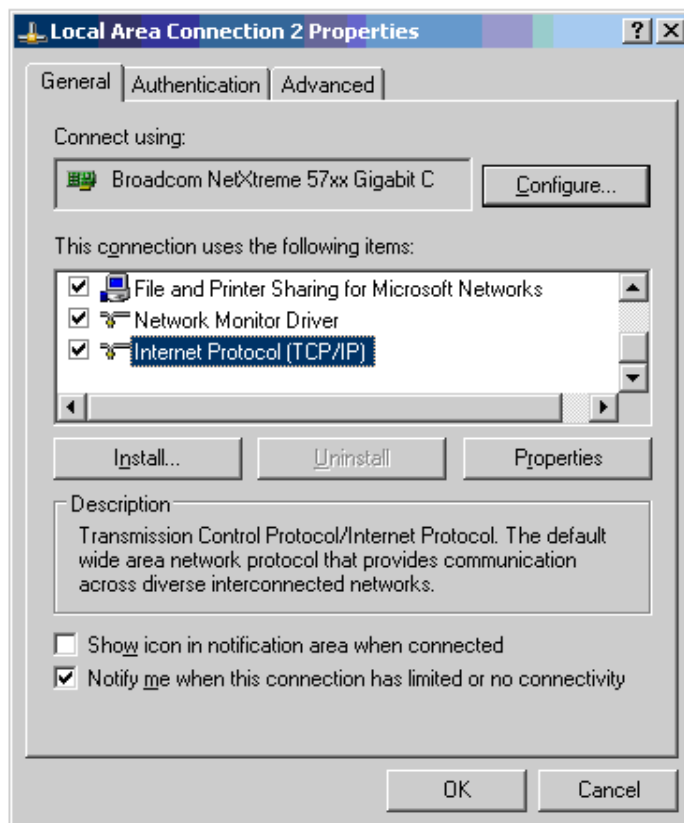 Local Area Connection 2 Properties
General Authentication Advanced
Connect using:
Broadcom NetXtreme 57xx Gigabit C
Configure...
This connection uses the following items:
File and Printer Sharing for Microsoft Networks
Network Monitor Driver
Internet Protocol (TCP/IP)
Install... Uninstall Properties
Description
Transmission Control Protocol/Internet Protocol. The default
wide area network protocol that provides communication
across diverse interconnected networks.
Show icon in notification area when connected
Notify me when this connection has limited or no connectivity
OK Cancel